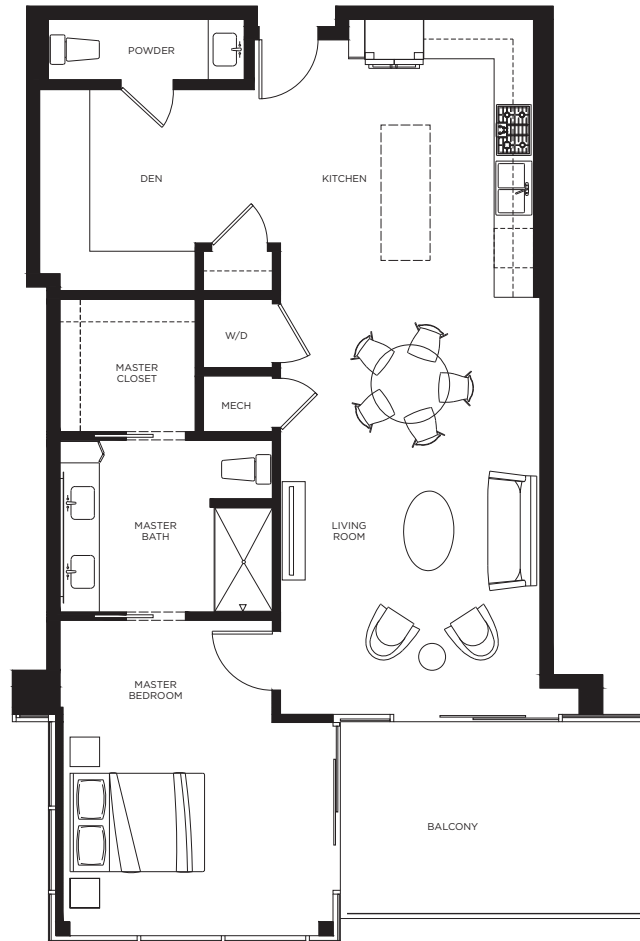 POWDER
DEN
KITCHEN
W/D
MASTER
CLOSET
MECH
MASTER
BATH
LIVING
ROOM
MASTER
BEDROOM
BALCONY